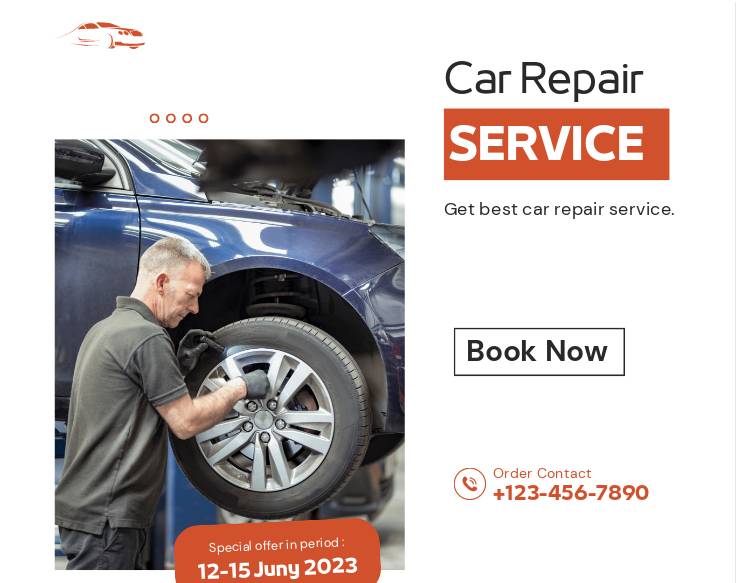 Car Repair
SERVICE
Get best car repair service.
Book Now
Order Contact
+123-456-7890
Special offer in period :
12-15 Juny 2023